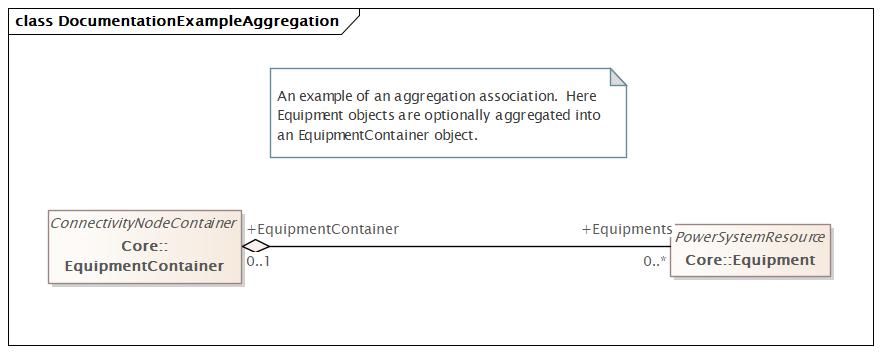 class DocumentationExampleAggregation
An example of an aggregation association.  Here
Equipment objects are optionally aggregated into
an EquipmentContainer object.
ConnectivityNodeContainer
Core::
EquipmentContainer
+EquipmentContainer
0..1
+Equipments
0..*
PowerSystemResource
Core::Equipment